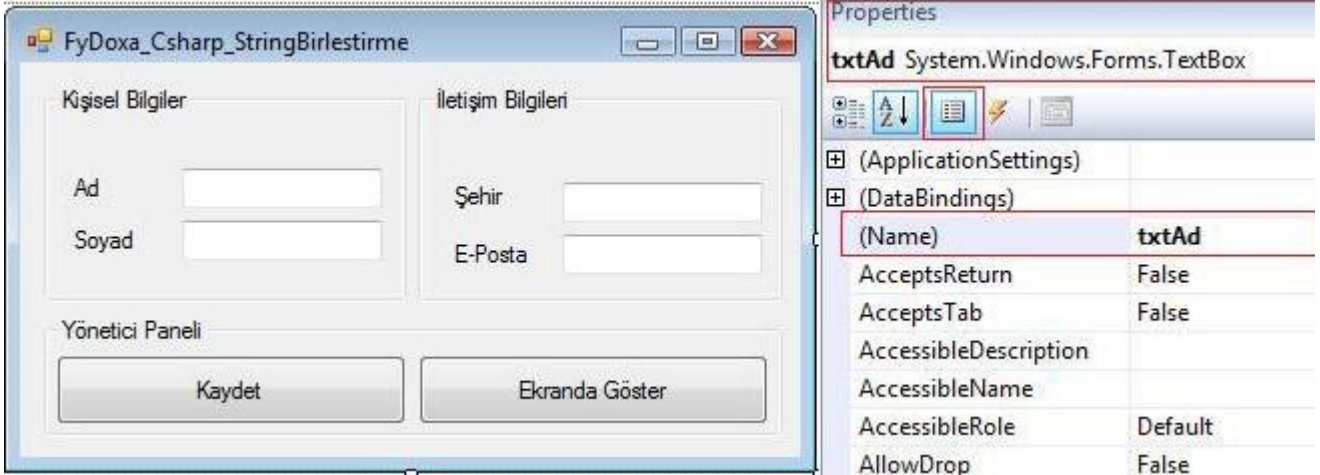 FyDoxa_Csharp_StringBirlestirme
Kişisel Bilgiler
Ad
Soyad
İletişim Bilgileri
Şehir
E-Posta
Yönetici Paneli
Kaydet
Ekranda Göster
Properties
txtAd System.Windows.Forms.TextBox
(ApplicationSettings)
(DataBindings)
(Name) txtAd
AcceptsReturn False
AcceptsTab False
AccessibleDescription
AccessibleName
AccessibleRole Default
AllowDrop False